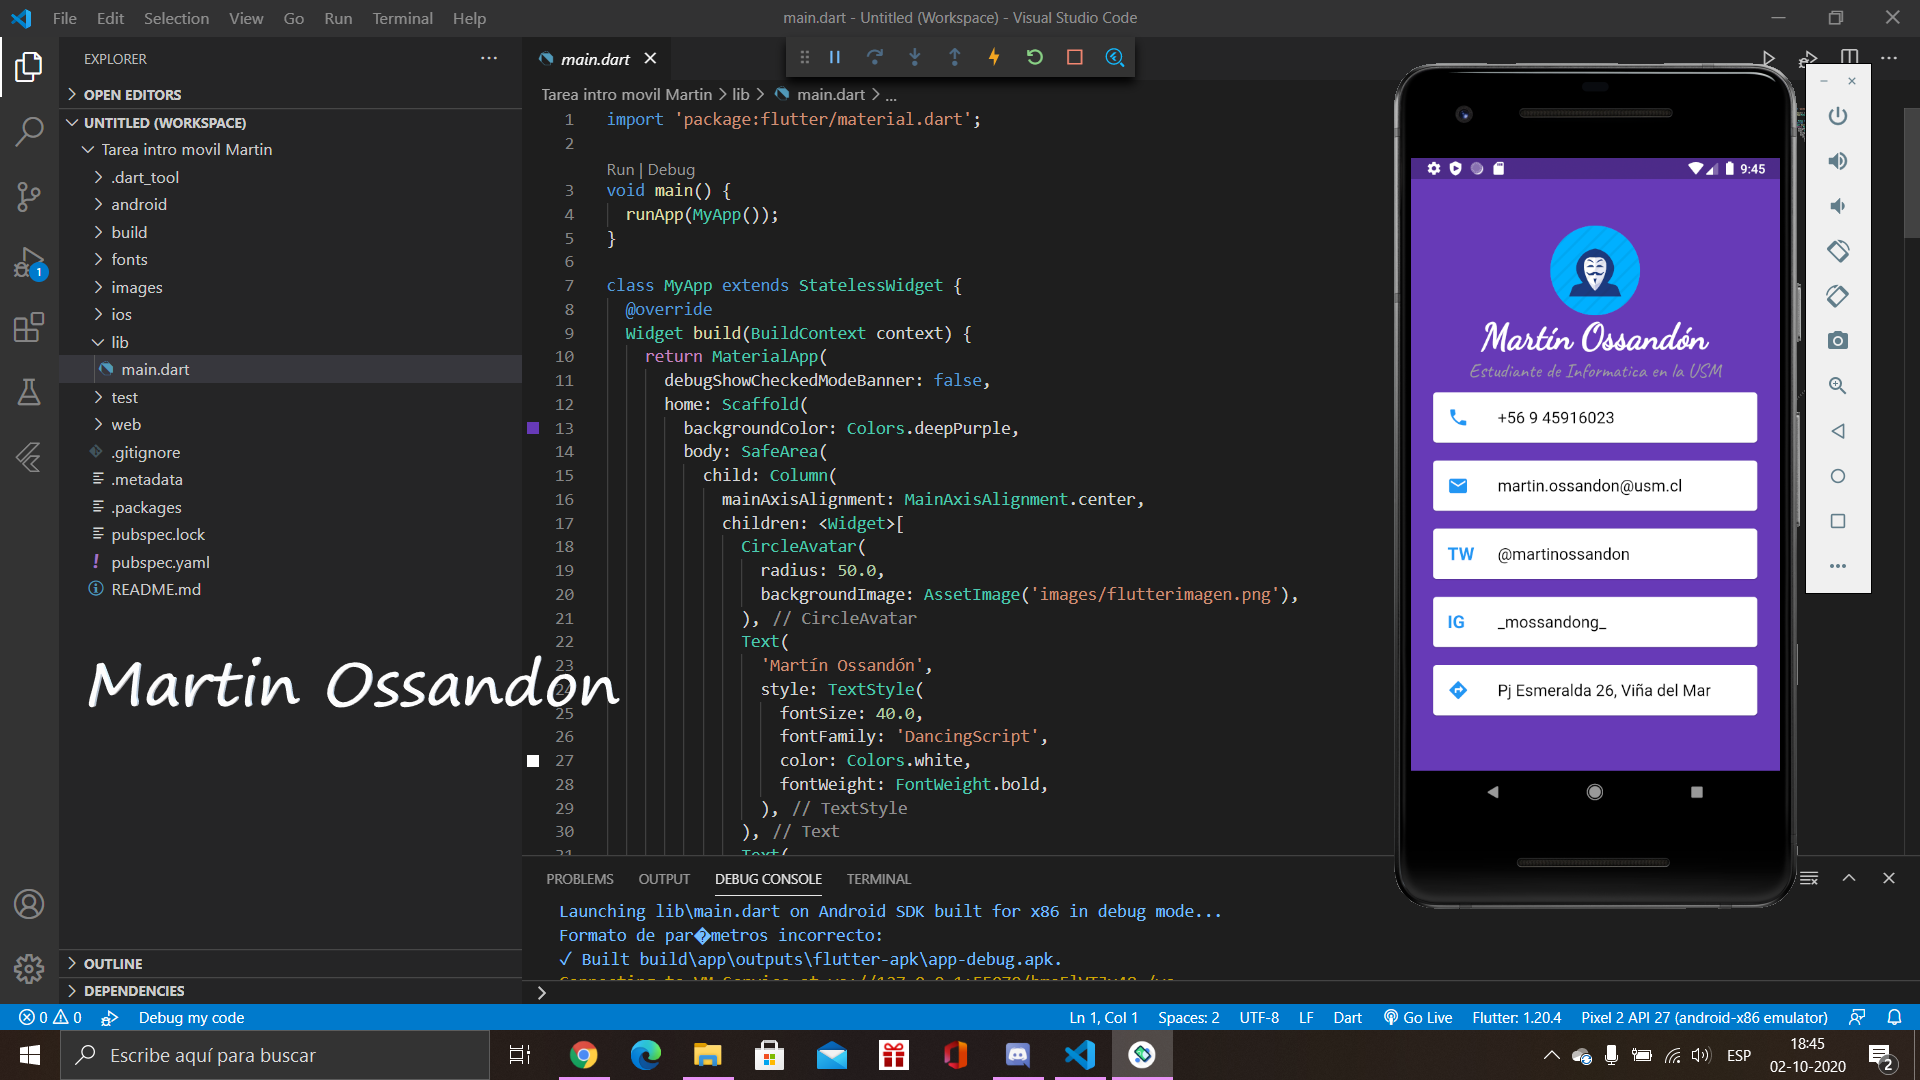 File Edit Selection View Go Run Terminal Help
main.dart - Untitled (Workspace) - Visual Studio Code
EXPLORER
OPEN EDITORS
UNTITLED (WORKSPACE)
Tarea intro movil Martin
.dart_tool
android
build
fonts
images
ios
lib
main.dart
test
web
.gitignore
.metadata
.packages
pubspec.lock
pubspec.yaml
README.md
OUTLINE
DEPENDENCIES
1
Martin Ossandon
main.dart
Tarea intro movil Martin > lib > main.dart > ...
1 import 'package:flutter/material.dart';
2
Run | Debug
3 void main() {
4 runApp(MyApp());
5 }
6
7 class MyApp extends StatelessWidget {
8 @override
9 Widget build(BuildContext context) {
10 return MaterialApp(
11 debugShowCheckedModeBanner: false,
12 home: Scaffold(
13 backgroundColor: Colors.deepPurple,
14 body: SafeArea(
15 child: Column(
16 mainAxisAlignment: MainAxisAlignment.center,
17 children: <Widget>[
18 CircleAvatar(
19 radius: 50.0,
20 backgroundImage: AssetImage('images/flutterimagen.png'),
21 ), // CircleAvatar
22 Text(
23 'Martín Ossandón',
24 style: TextStyle(
25 fontSize: 40.0,
26 fontFamily: 'DancingScript',
27 color: Colors.white,
28 fontWeight: FontWeight.bold,
29 ), // TextStyle
30 ), // Text
31 Text(
PROBLEMS OUTPUT DEBUG CONSOLE TERMINAL
Launching lib\main.dart on Android SDK built for x86 in debug mode...
Formato de par�metros incorrecto:
✓ Built build\app\outputs\flutter-apk\app-debug.apk.
9:45
Martín Ossandón
Estudiante de Informatica en la USM
+56 9 45916023
martin.ossandon@usm.cl
TW @martinossandon
IG _mossandong_
Pj Esmeralda 26, Viña del Mar
0 0 Debug my code
Ln 1, Col 1 Spaces: 2 UTF-8 LF Dart Go Live Flutter: 1.20.4 Pixel 2 API 27 (android-x86 emulator)
Escribe aquí para buscar
ESP
18:45
02-10-2020
2